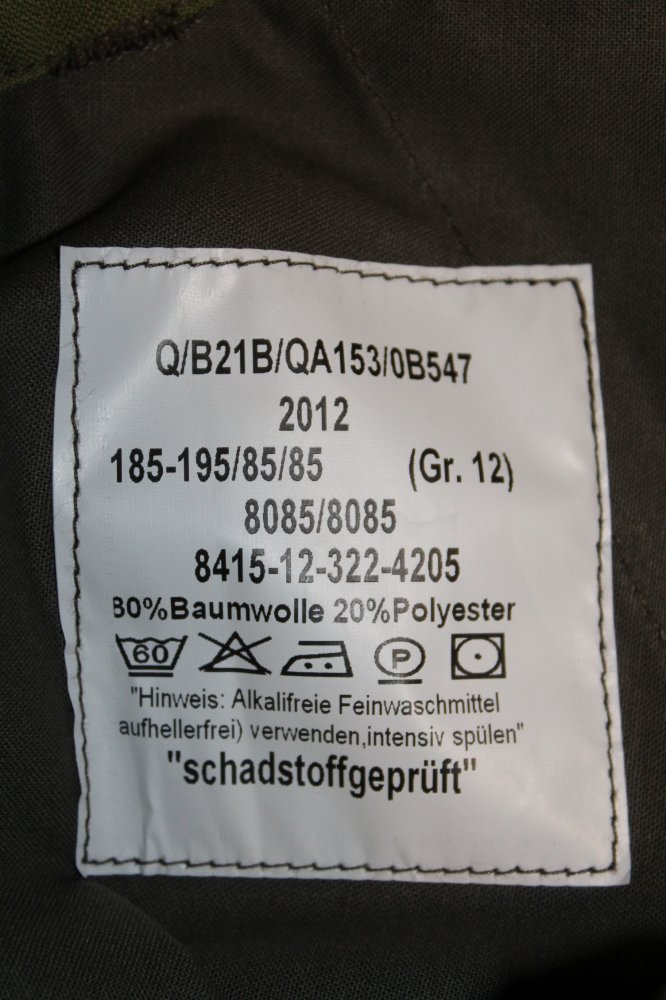 Q/B21B/QA153/0B547
2012
185-195/85/85 (Gr. 12)
8085/8085
8415-12-322-4205
80%Baumwolle 20%Polyester
60 P
"Hinweis: Alkalifreie Feinwaschmittel
aufhellerfrei) verwenden,intensiv spülen"
"schadstoffgeprüft"